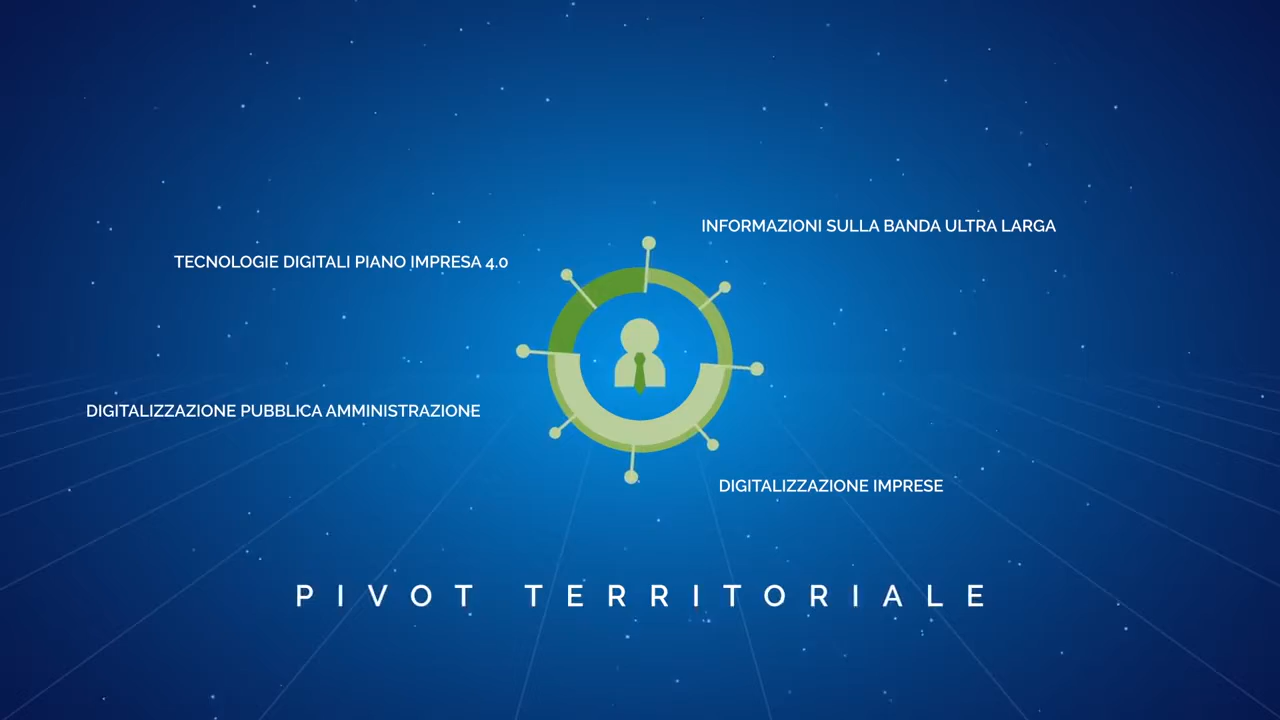 INFORMAZIONI SULLA BANDA ULTRA LARGA
TECNOLOGIE DIGITALI PIANO IMPRESA 4.0
DIGITALIZZAZIONE PUBBLICA AMMINISTRAZIONE
DIGITALIZZAZIONE IMPRESE
PIVOT TERRITORIALE